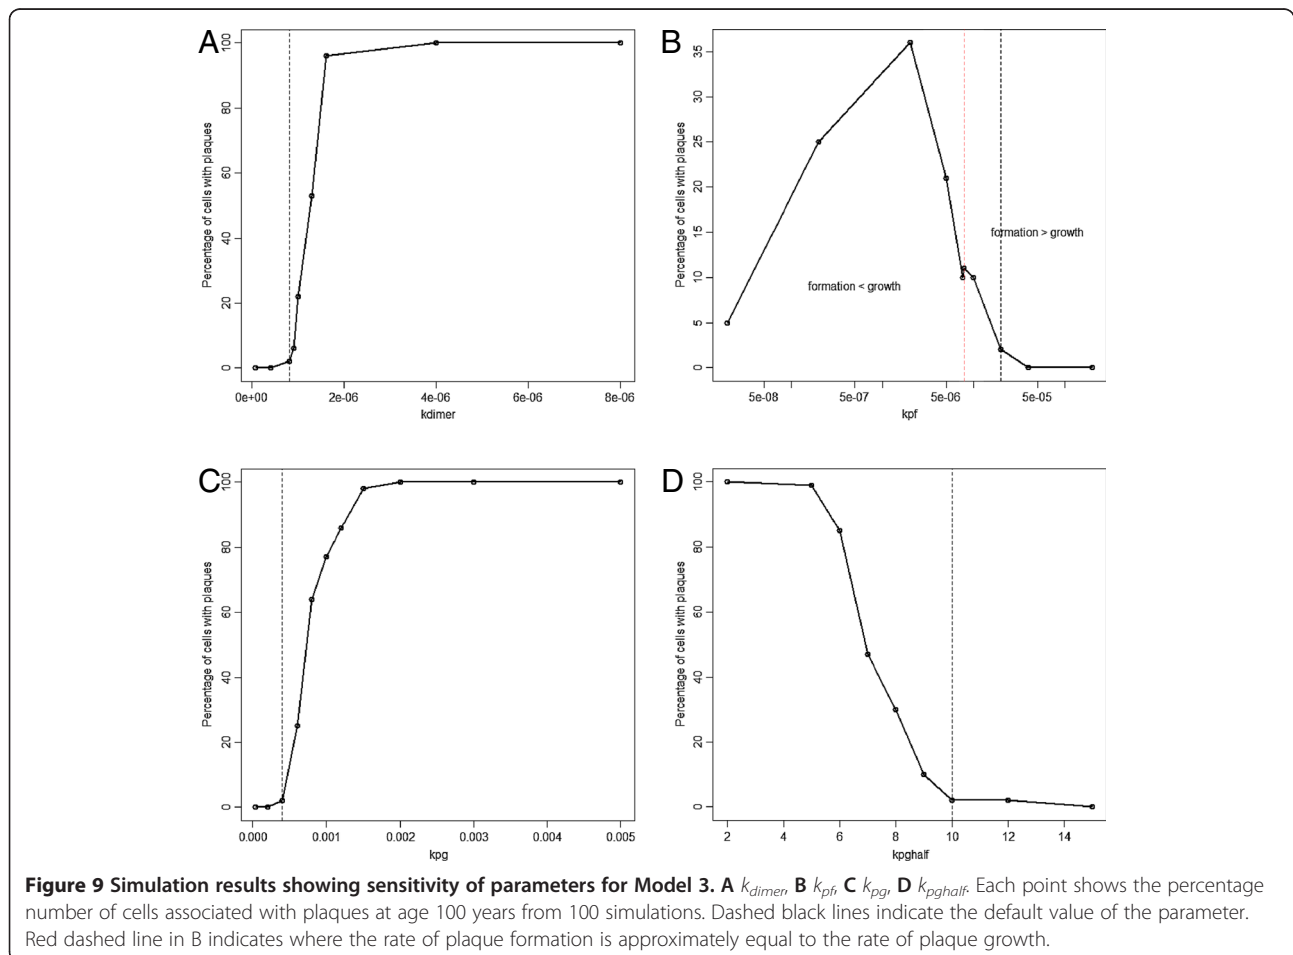 A
Percentage of cells with plaques
100
80
60
40
20
0
0e+00 2e-06 4e-06 6e-06 8e-06
kdimer
B
Percentage of cells with plaques
35
30
25
20
15
10
5
0
formation > growth
formation < growth
5e-08 5e-07 5e-06 5e-05
kpf
C
Percentage of cells with plaques
100
80
60
40
20
0
0.000 0.001 0.002 0.003 0.004 0.005
kpg
D
Percentage of cells with plaques
100
80
60
40
20
0
2 4 6 8 10 12 14
kpghalf
Figure 9 Simulation results showing sensitivity of parameters for Model 3. A kdimer, B kpf, C kpg, D kpghalf. Each point shows the percentage
number of cells associated with plaques at age 100 years from 100 simulations. Dashed black lines indicate the default value of the parameter.
Red dashed line in B indicates where the rate of plaque formation is approximately equal to the rate of plaque growth.